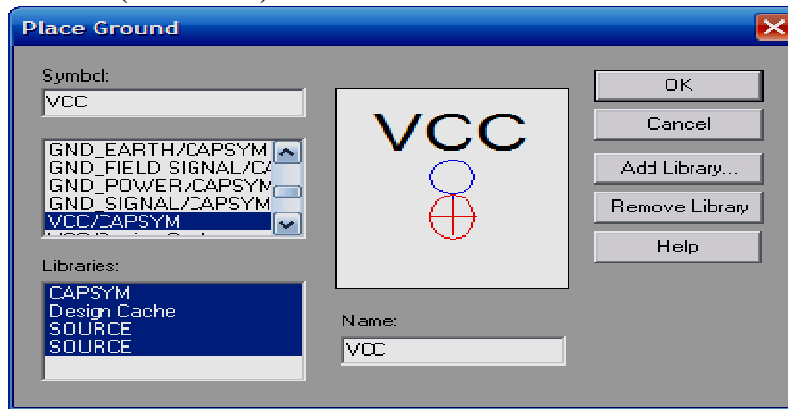 Place Ground
Symbol:
VCC
GND_EARTH/CAPSYM
GND_FIELD SIGNAL/CA
GND_POWER/CAPSYM
GND_SIGNAL/CAPSYM
VCC/CAPSYM
Libraries:
CAPSYM
Design Cache
SOURCE
SOURCE
VCC
Name:
VCC
OK
Cancel
Add Library...
Remove Library
Help